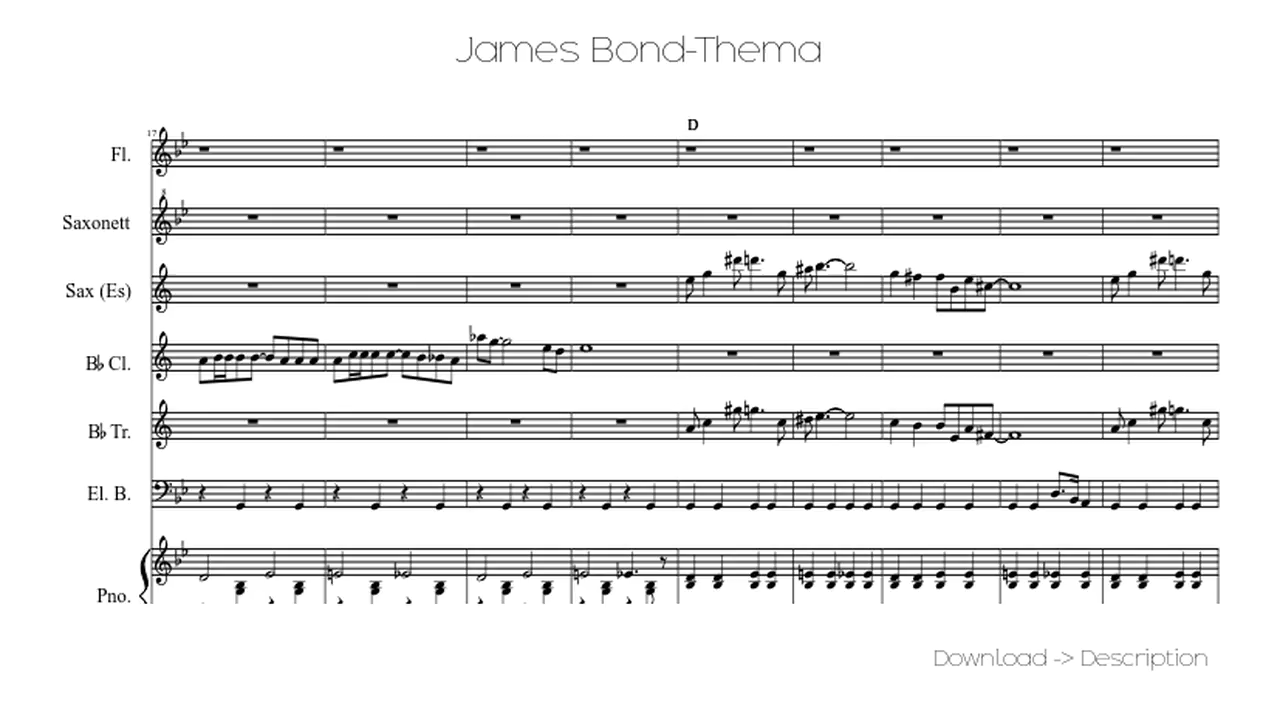 James Bond-Thema
D
17
Fl.
8
Saxonett
Sax (Es)
B♭ Cl.
B♭ Tr.
El. B.
Pno.
Download -> Description